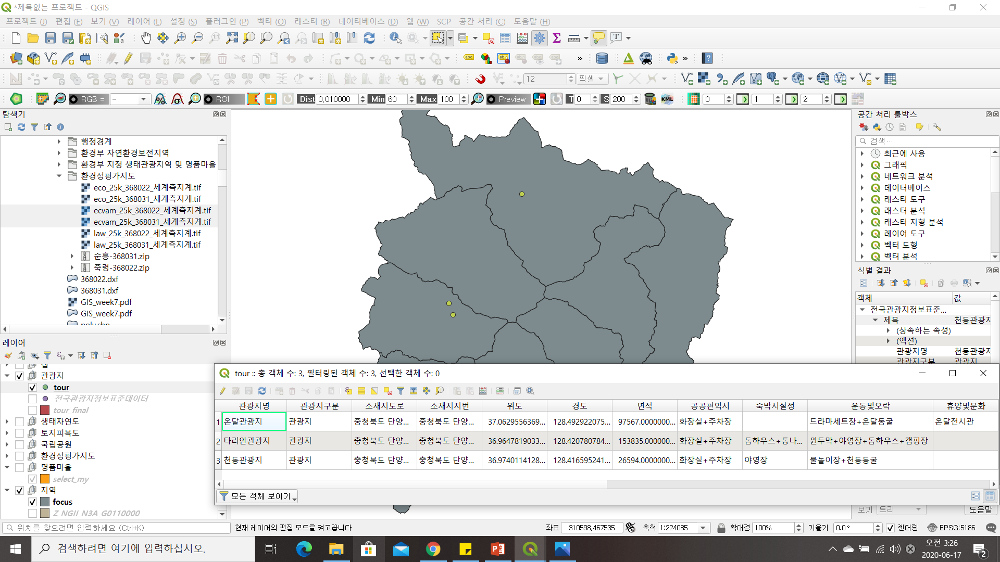 *제목없는 프로젝트 - QGIS
프로젝트 (J) 편집 (E) 보기 (V) 레이어 (L) 설정 (S) 플러그인 (P) 벡터 (O) 래스터 (R) 데이터베이스 (D) 웹 (W) SCP 공간 처리 (C) 도움말 (H)
12 픽셀
RGB = - ROI Dist 0,010000 Min 60 Max 100 Preview T 0 S 200 KML 0 1 2
탐색기
행정경계
환경부 자연환경보전지역
환경부 지정 생태관광지역 및 명품마을
환경성평가지도
eco_25k_368022_세계측지계.tif
eco_25k_368031_세계측지계.tif
ecvam_25k_368022_세계측지계.tif
ecvam_25k_368031_세계측지계.tif
law_25k_368022_세계측지계.tif
law_25k_368031_세계측지계.tif
순흥-368031.zip
죽령-368022.zip
368022.dxf
368031.dxf
GIS_week7.pdf
GIS_week7.pdf
레이어
관광지
tour
전국관광지정보표준데이터
tour_final
생태자연도
토지피복도
국립공원
환경성평가지도
명품마을
select_my
지역
focus
Z_NGII_N3A_G0110000
공간 처리 툴박스
검색…
최근에 사용
그래픽
네트워크 분석
데이터베이스
래스터 도구
래스터 분석
래스터 지형 분석
레이어 도구
벡터 도형
벡터 분석
식별 결과
객체 값
전국관광지정보표준...
제목 천동관광지
(상속하는 속성)
(액션)
관광지명 천동관광지
관광지구분 관광지
보기 트리 도움말
tour :: 총 객체 수: 3, 필터링된 객체 수: 3, 선택한 객체 수: 0
관광지명 관광지구분 소재지도로 소재지지번 위도 경도 면적 공공편익시 숙박시설정 운동및오락 휴양및문화
1 온달관광지 관광지 충청북도 단양... 충청북도 단양... 37.0629556369... 128.492922075... 97567.0000000... 화장실+주차장 드라마세트장+온달동굴 온달전시관
2 다리안관광지 관광지 충청북도 단양... 충청북도 단양... 36.9647819033... 128.420780784... 153835.000000... 화장실+주차장 돔하우스+통나... 원두막+야영장+돔하우스+캠핑장
3 천동관광지 관광지 충청북도 단양... 충청북도 단양... 36.9740114128... 128.416595241... 26594.0000000... 화장실+주차장 야영장 물놀이장+천동동굴
모든 객체 보이기
위치를 찾으려면 입력하세요 (Ctrl+K) 현재 레이어의 편집 모드를 켜고끕니다 좌표 310598,467535 축척 1:224085 확대경 100% 기울기 0.0 ° 렌더링 EPSG:5186
검색하려면 여기에 입력하십시오.
오전 3:26
2020-06-17
2